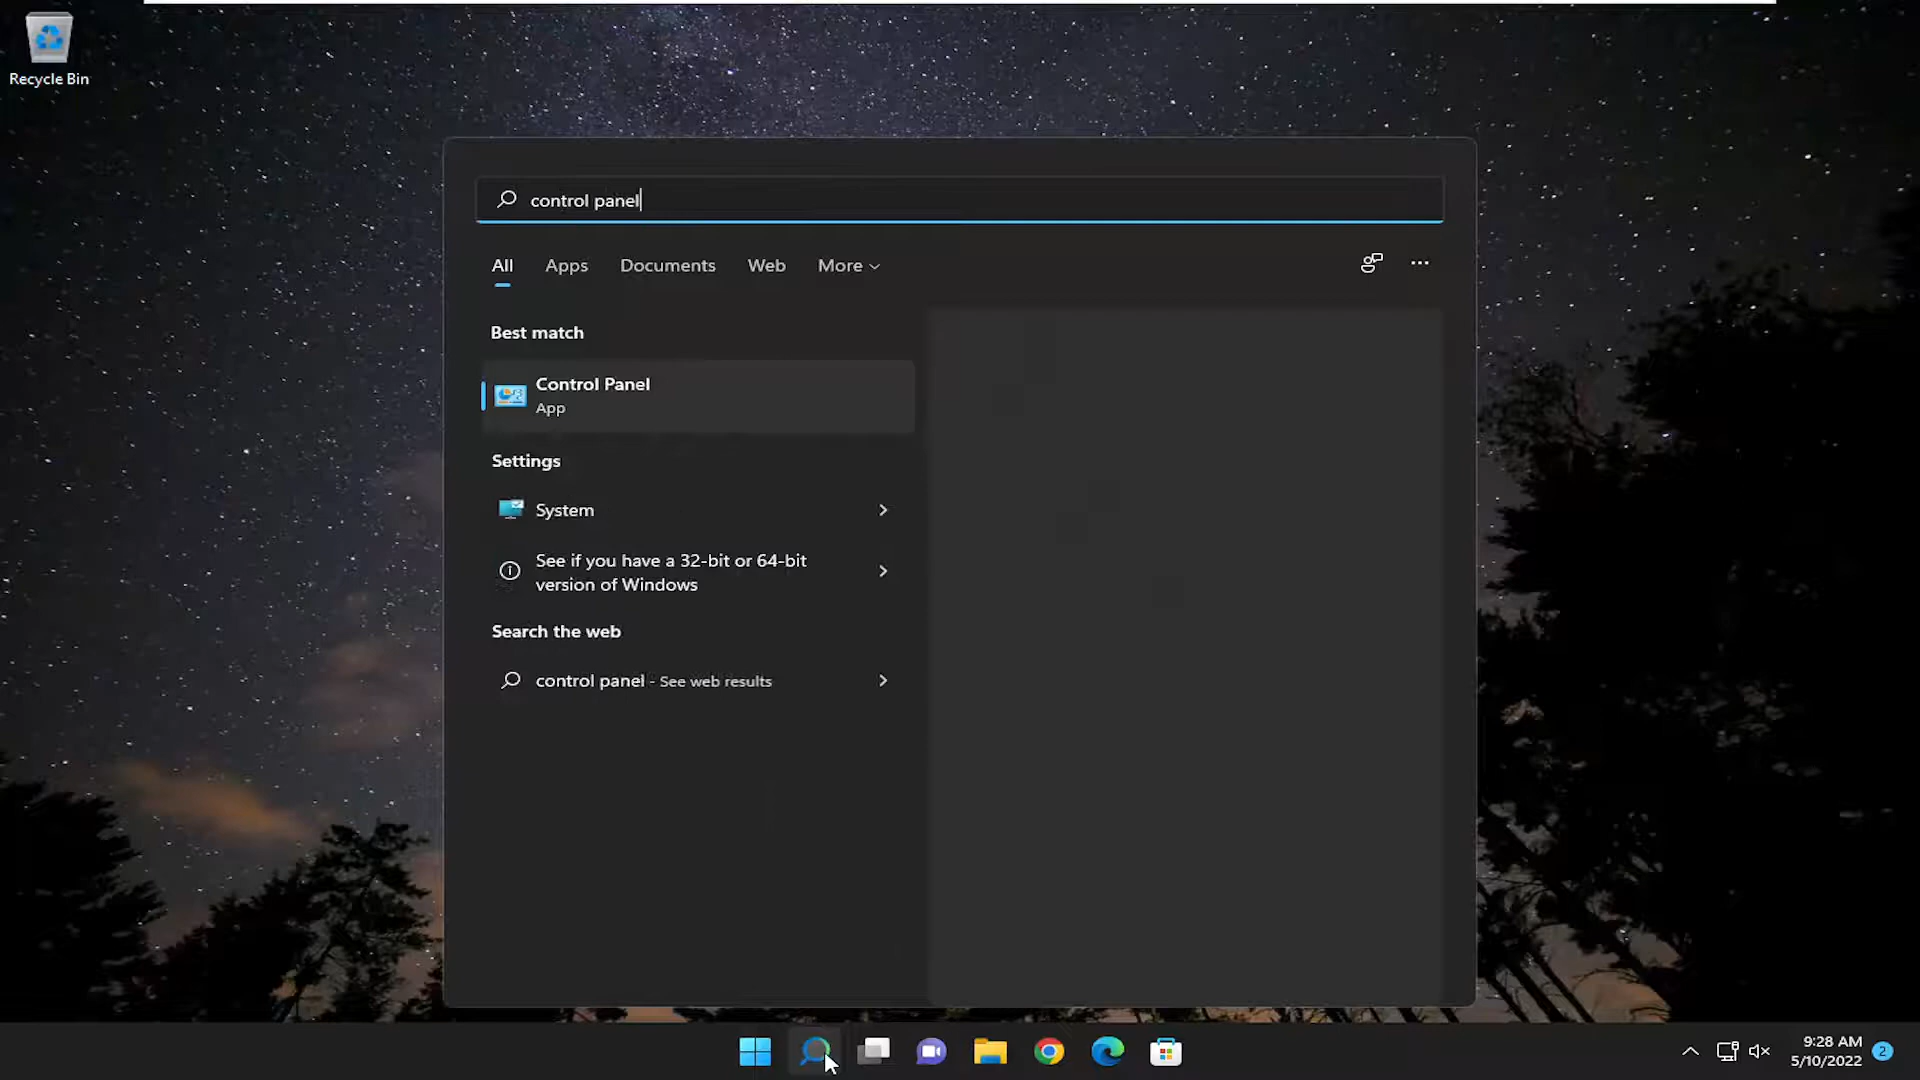 Recycle Bin
control panel
All Apps Documents Web More
Best match
Control Panel
App
Settings
System
See if you have a 32-bit or 64-bit
version of Windows
Search the web
control panel - See web results
9:28 AM
5/10/2022
2